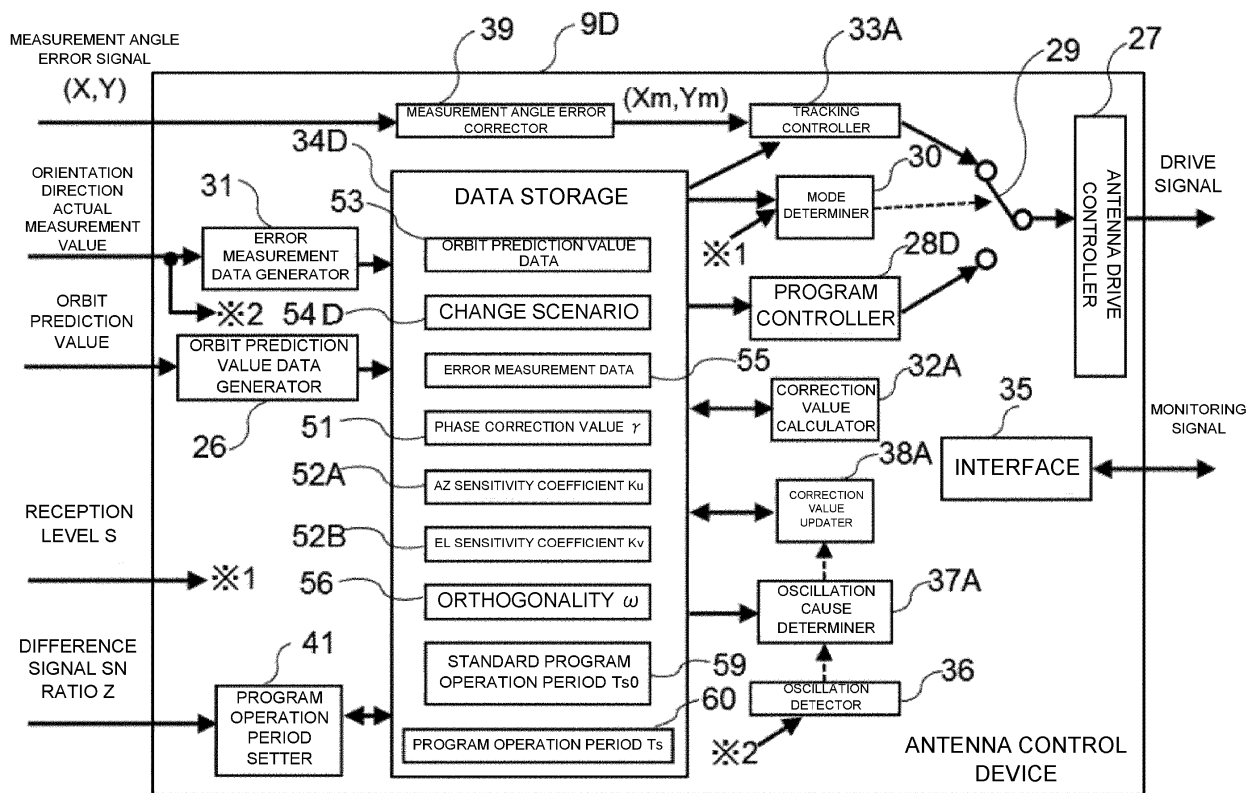 MEASUREMENT ANGLE
ERROR SIGNAL
(X,Y)
39
9D
33A
27
29
MEASUREMENT ANGLE ERROR
CORRECTOR
(Xm,Ym)
TRACKING
CONTROLLER
34D
30
ORIENTATION
DIRECTION
ACTUAL
MEASUREMENT
VALUE
31
ERROR
MEASUREMENT
DATA GENERATOR
DATA STORAGE
53
ORBIT PREDICTION VALUE
DATA
MODE
DETERMINER
※1
28D
ANTENNA DRIVE
CONTROLLER
DRIVE
SIGNAL
※2
ORBIT
PREDICTION
VALUE
54D
CHANGE SCENARIO
PROGRAM
CONTROLLER
ORBIT PREDICTION
VALUE DATA
GENERATOR
26
ERROR MEASUREMENT DATA
55
32A
CORRECTION
VALUE
CALCULATOR
35
MONITORING
SIGNAL
51
PHASE CORRECTION VALUE γ
INTERFACE
52A
AZ SENSITIVITY COEFFICIENT Ku
38A
CORRECTION
VALUE
UPDATER
RECEPTION
LEVEL S
※1
52B
EL SENSITIVITY COEFFICIENT Kv
56
ORTHOGONALITY ω
37A
OSCILLATION
CAUSE
DETERMINER
DIFFERENCE
SIGNAL SN
RATIO Z
41
PROGRAM
OPERATION
PERIOD
SETTER
STANDARD PROGRAM
OPERATION PERIOD Ts0
59
60
PROGRAM OPERATION PERIOD Ts
36
OSCILLATION
DETECTOR
※2
ANTENNA CONTROL
DEVICE